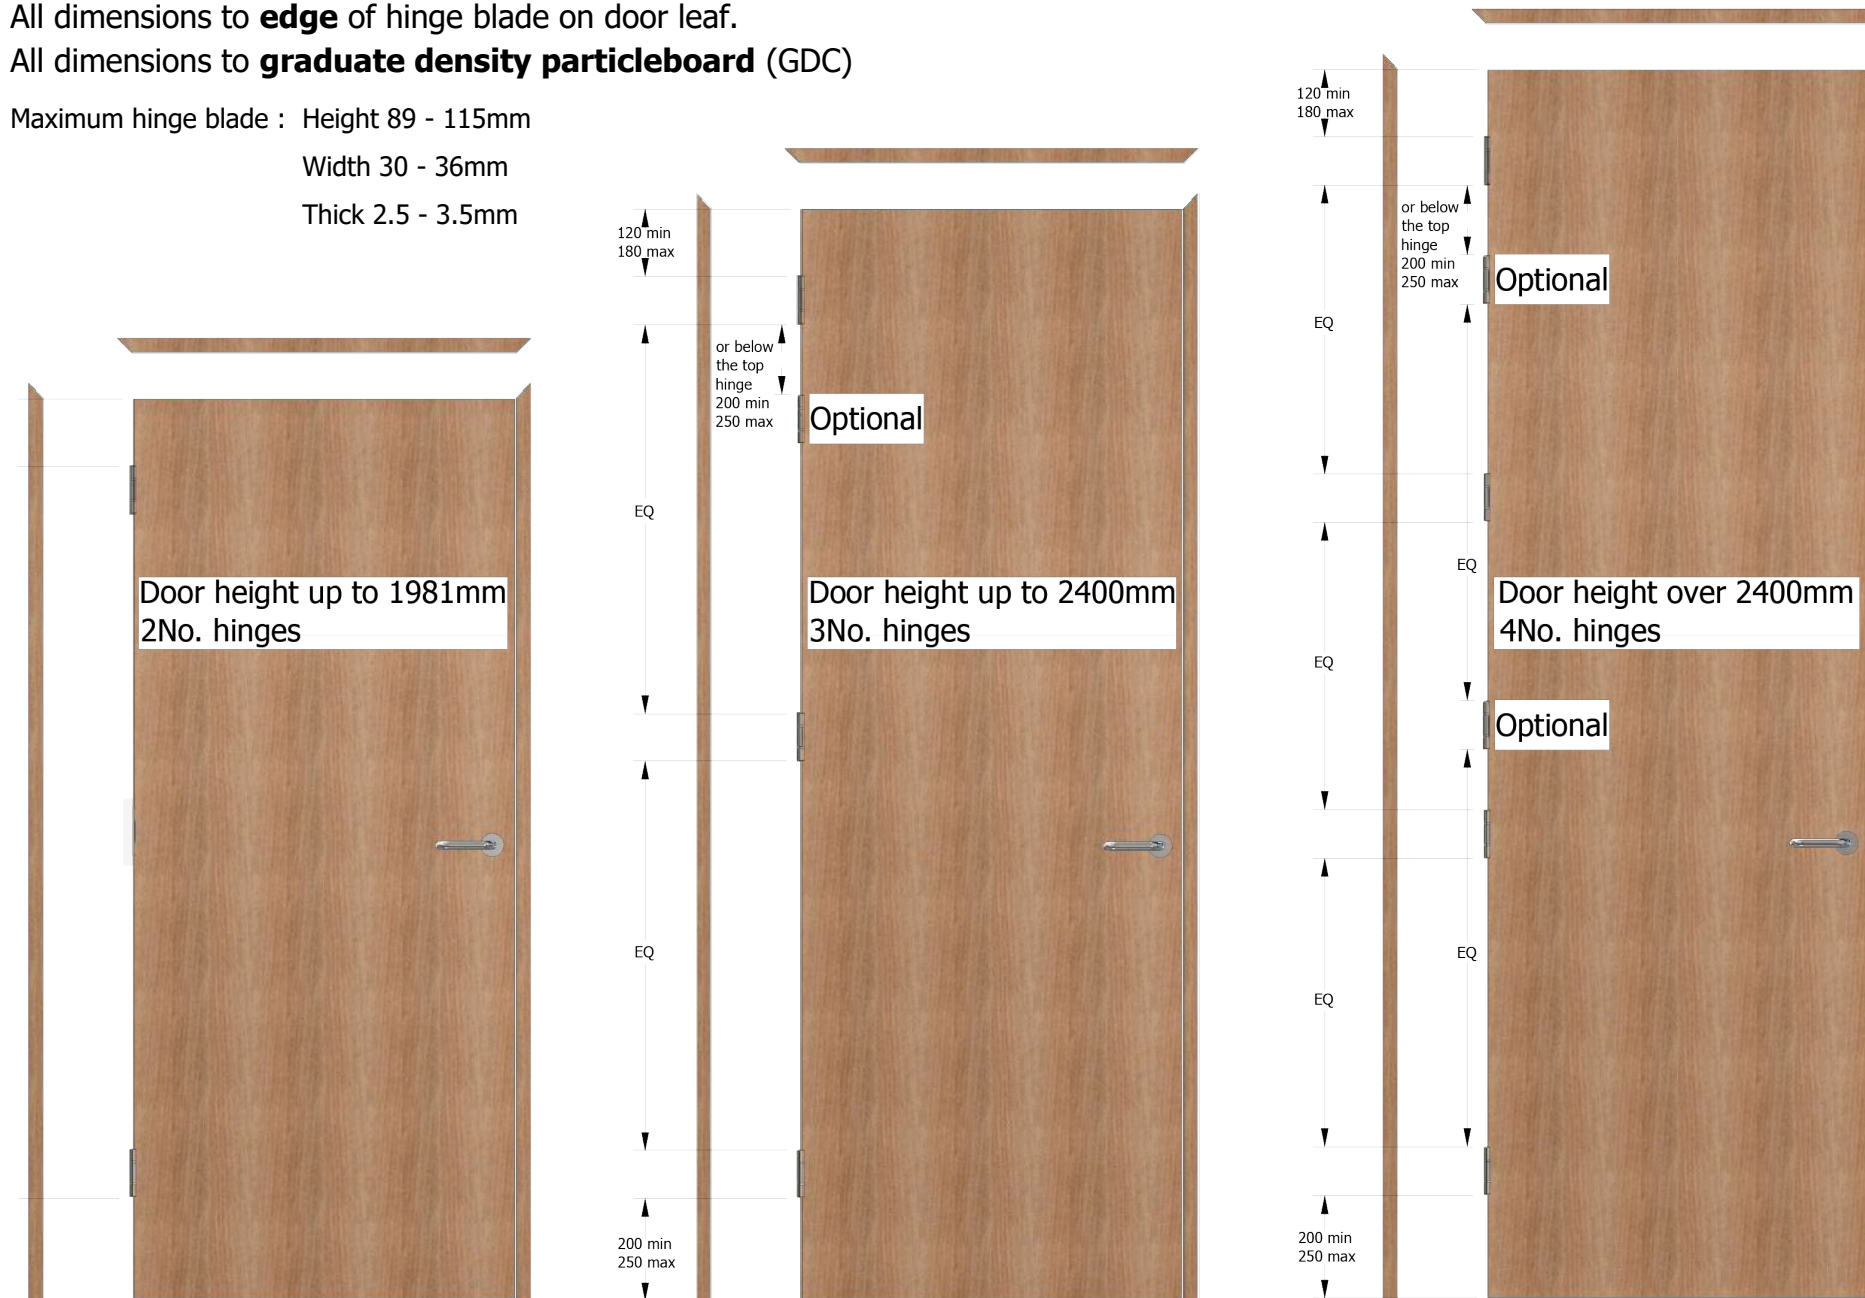 All dimensions to edge of hinge blade on door leaf.
All dimensions to graduate density particleboard (GDC)
Maximum hinge blade : Height 89 - 115mm
Width 30 - 36mm
Thick 2.5 - 3.5mm
Door height up to 1981mm
2No. hinges
120 min
180 max
or below
the top
hinge
200 min
250 max
Optional
EQ
Door height up to 2400mm
3No. hinges
EQ
200 min
250 max
120 min
180 max
or below
the top
hinge
200 min
250 max
Optional
EQ
EQ
Door height over 2400mm
4No. hinges
EQ
Optional
EQ
EQ
200 min
250 max